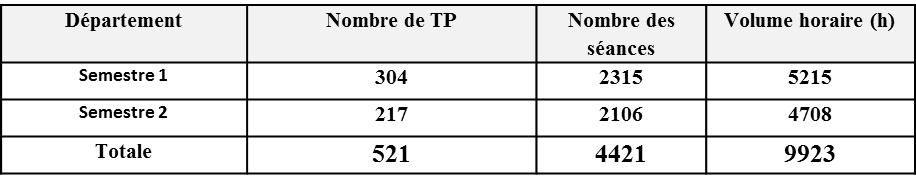 Département Nombre de TP Nombre des séances Volume horaire (h)
Semestre 1 304 2315 5215
Semestre 2 217 2106 4708
Totale 521 4421 9923